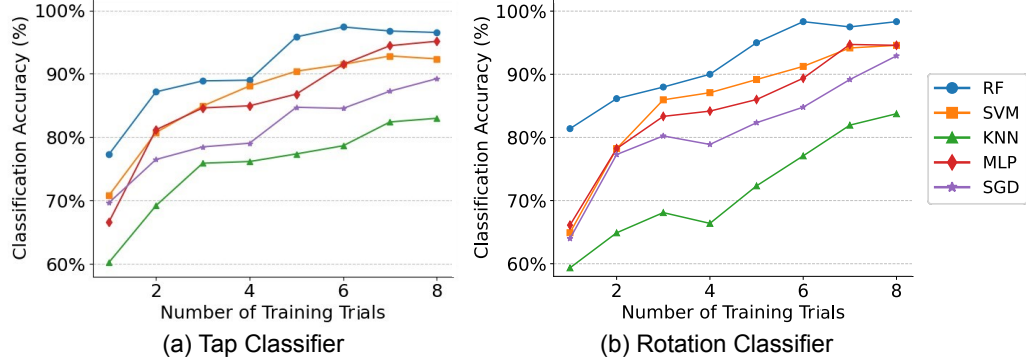 100%
90%
80%
70%
60%
Classification Accuracy (%)
2 4 6 8
Number of Training Trials
(a) Tap Classifier
100%
90%
80%
70%
60%
Classification Accuracy (%)
2 4 6 8
Number of Training Trials
(b) Rotation Classifier
RF
SVM
KNN
MLP
SGD